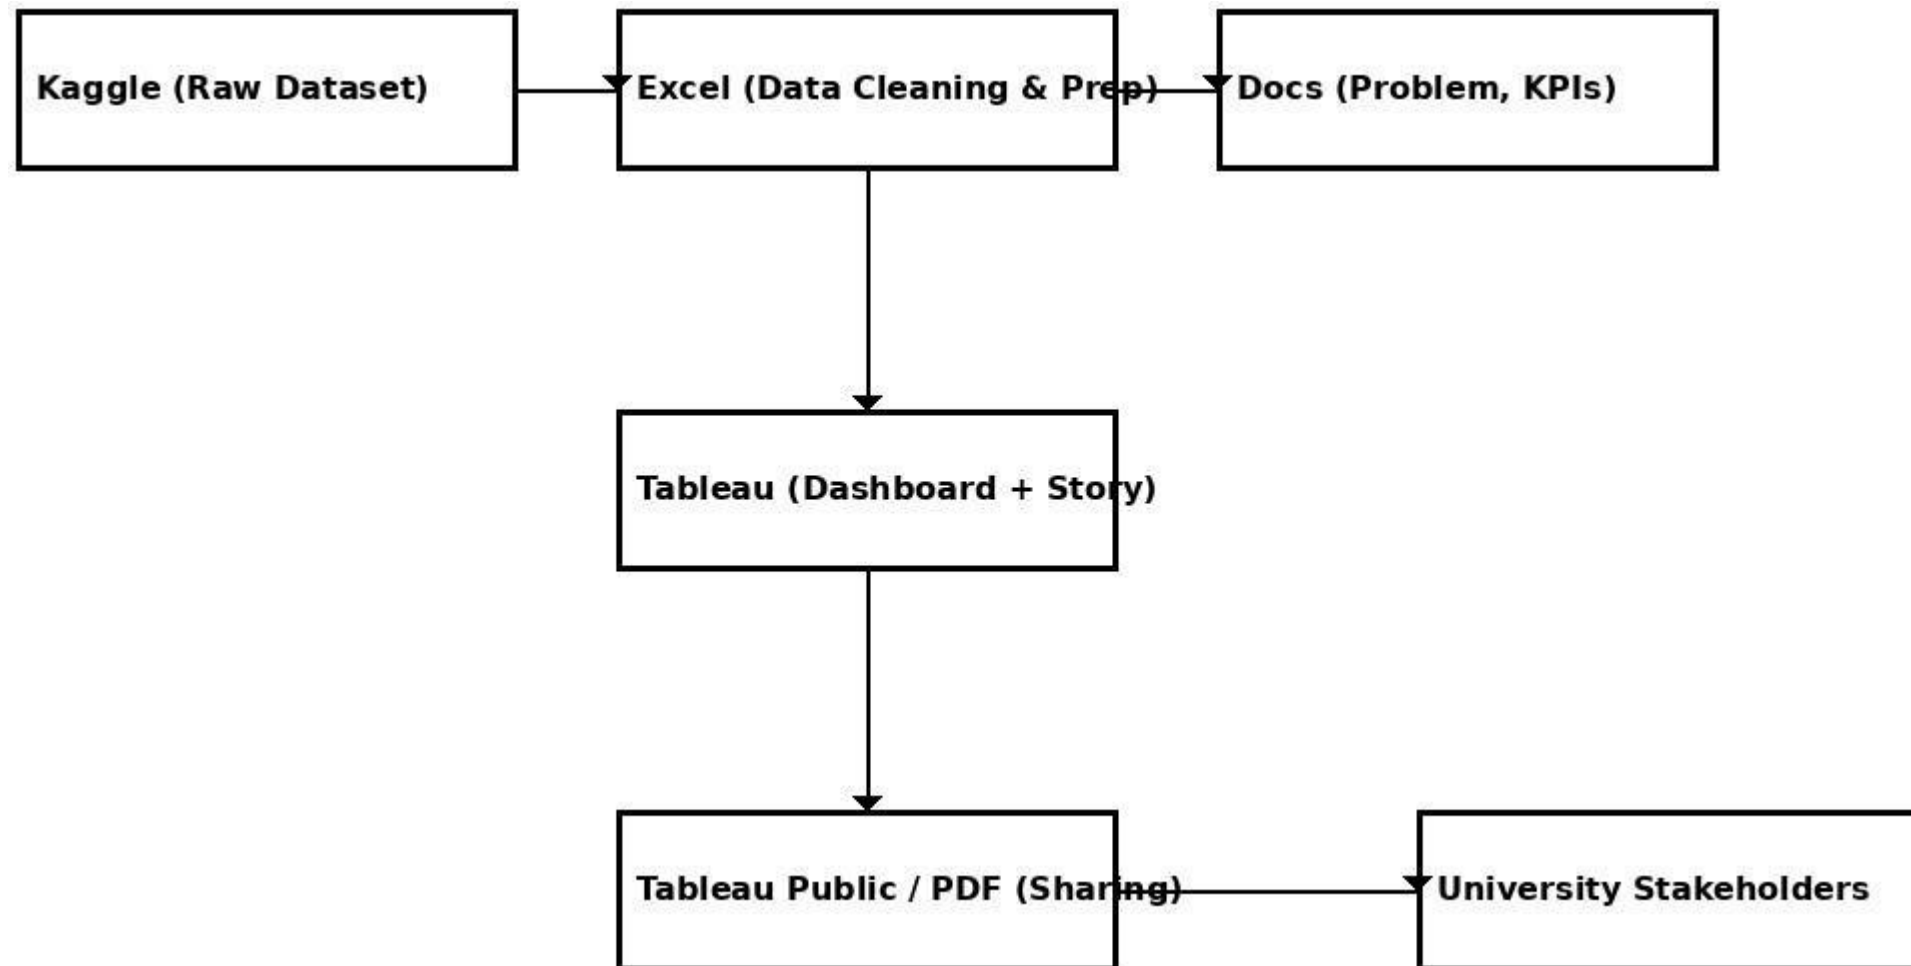 Kaggle (Raw Dataset)
Excel (Data Cleaning & Prep)
Docs (Problem, KPIs)
Tableau (Dashboard + Story)
Tableau Public / PDF (Sharing)
University Stakeholders